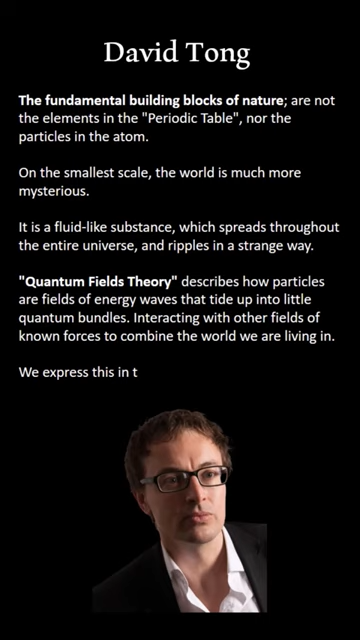 David Tong
The fundamental building blocks of nature; are not
the elements in the "Periodic Table", nor the
particles in the atom.
On the smallest scale, the world is much more
mysterious.
It is a fluid-like substance, which spreads throughout
the entire universe, and ripples in a strange way.
"Quantum Fields Theory" describes how particles
are fields of energy waves that tide up into little
quantum bundles. Interacting with other fields of
known forces to combine the world we are living in.
We express this in t